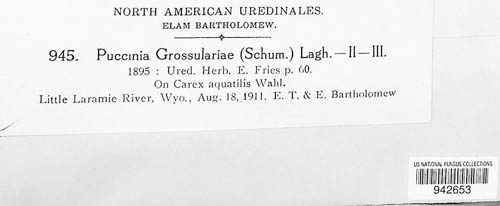 NORTH AMERICAN UREDINALES.
ELAM BARTHOLOMEW.
945. Puccinia Grossulariae (Schum.) Lagh.—II—III.
1895 : Ured. Herb. E. Fries p. 60.
On Carex aquatilis Wahl.
Little Laramie River, Wyo., Aug. 18, 1911. E. T. & E. Bartholomew
US NATIONAL FUNGUS COLLECTIONS
942653